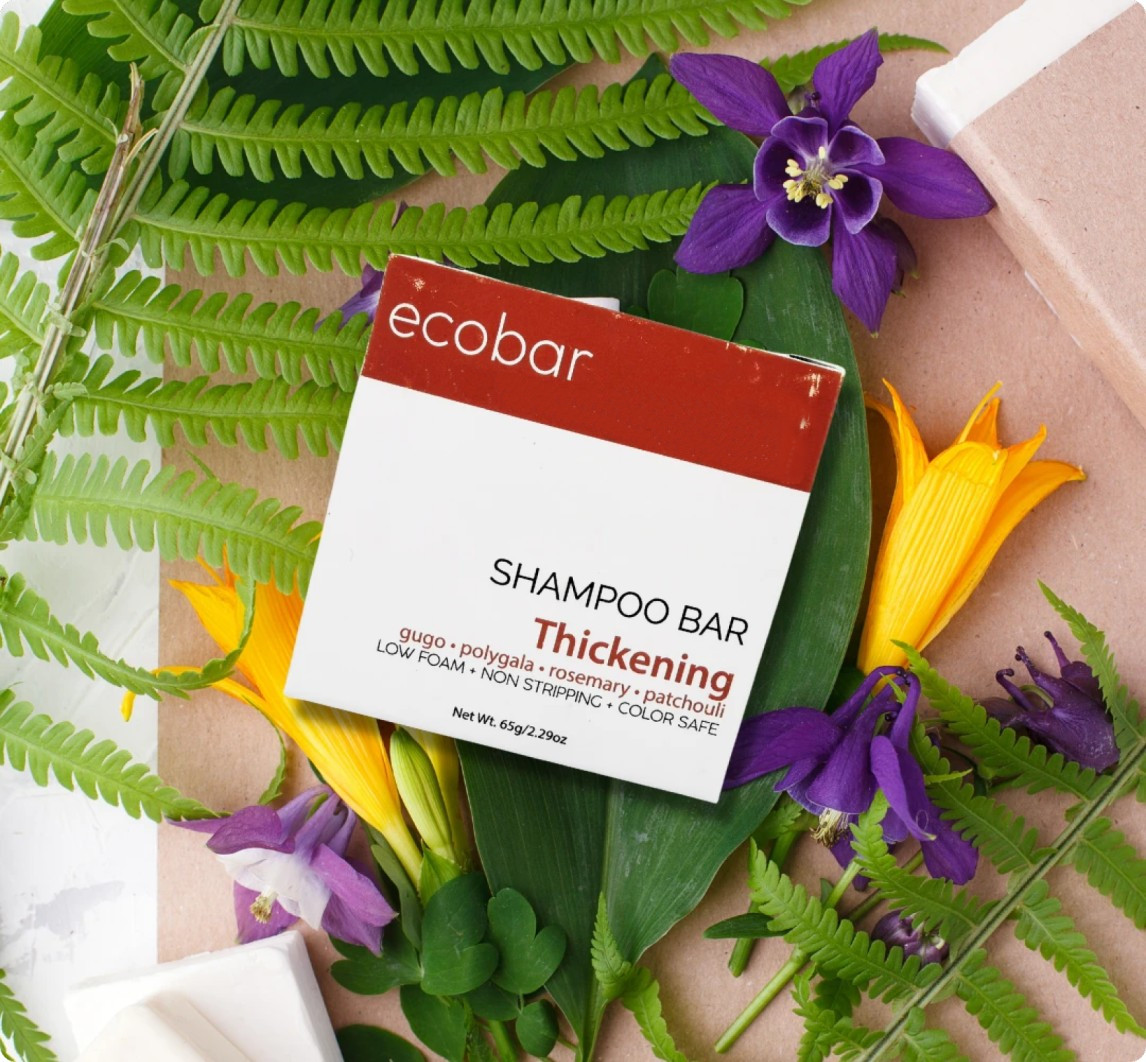 ecobar
SHAMPOO BAR
Thickening
gugo • polygala • rosemary • patchouli
LOW FOAM + NON STRIPPING + COLOR SAFE
Net Wt. 65g/2.29oz